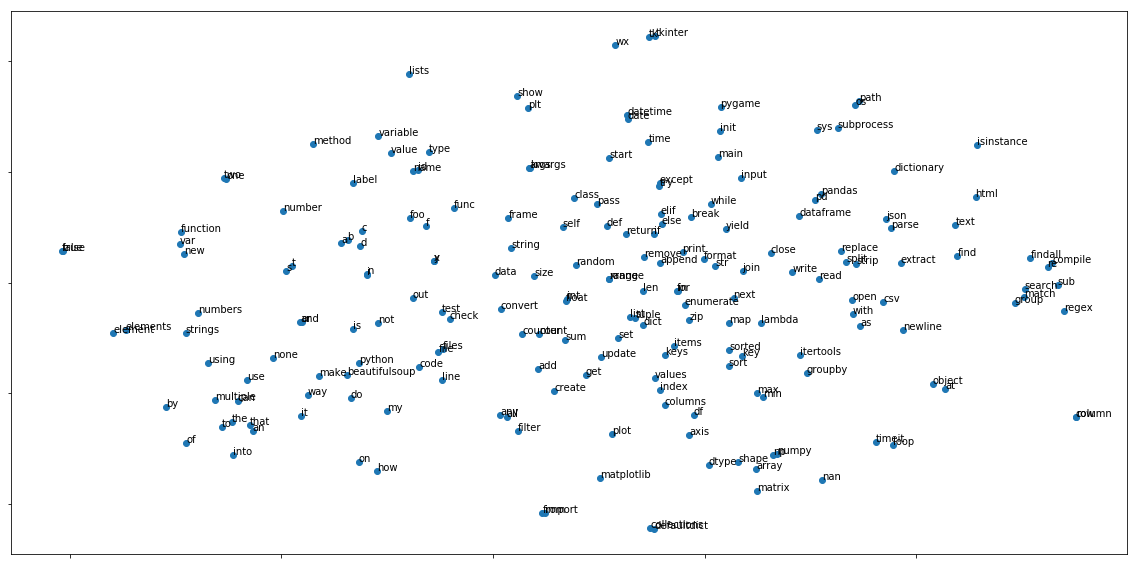 wx
tkinter
lists
show
plt
path
os
datetime
date
pygame
sys
subprocess
init
variable
method
time
isinstance
value
type
start
main
kwargs
dictionary
name
two
one
label
except
try
input
pandas
pd
html
class
pass
while
func
number
dataframe
foo
f
frame
elif
else
break
json
parse
text
self
def
yield
function
c
b
a
d
return
if
var
new
false
string
remove
print
format
close
replace
find
findall
t
s
random
append
str
split
strip
extract
compile
re
n
data
size
range
join
write
read
sub
len
in
for
search
match
out
int
float
enumerate
next
open
csv
group
regex
numbers
test
check
convert
list
tuple
dict
zip
map
lambda
with
as
and
is
not
element
elements
strings
counter
count
sum
set
newline
files
file
items
sorted
key
keys
itertools
using
none
python
code
add
update
sort
groupby
use
make
beautifulsoup
line
get
values
object
at
way
do
create
index
max
min
by
multiple
can
it
my
any
all
columns
df
column
row
to
the
that
an
filter
plot
axis
of
timeit
loop
into
on
how
dtype
shape
numpy
np
array
matplotlib
matrix
nan
from
import
collections
defaultdict